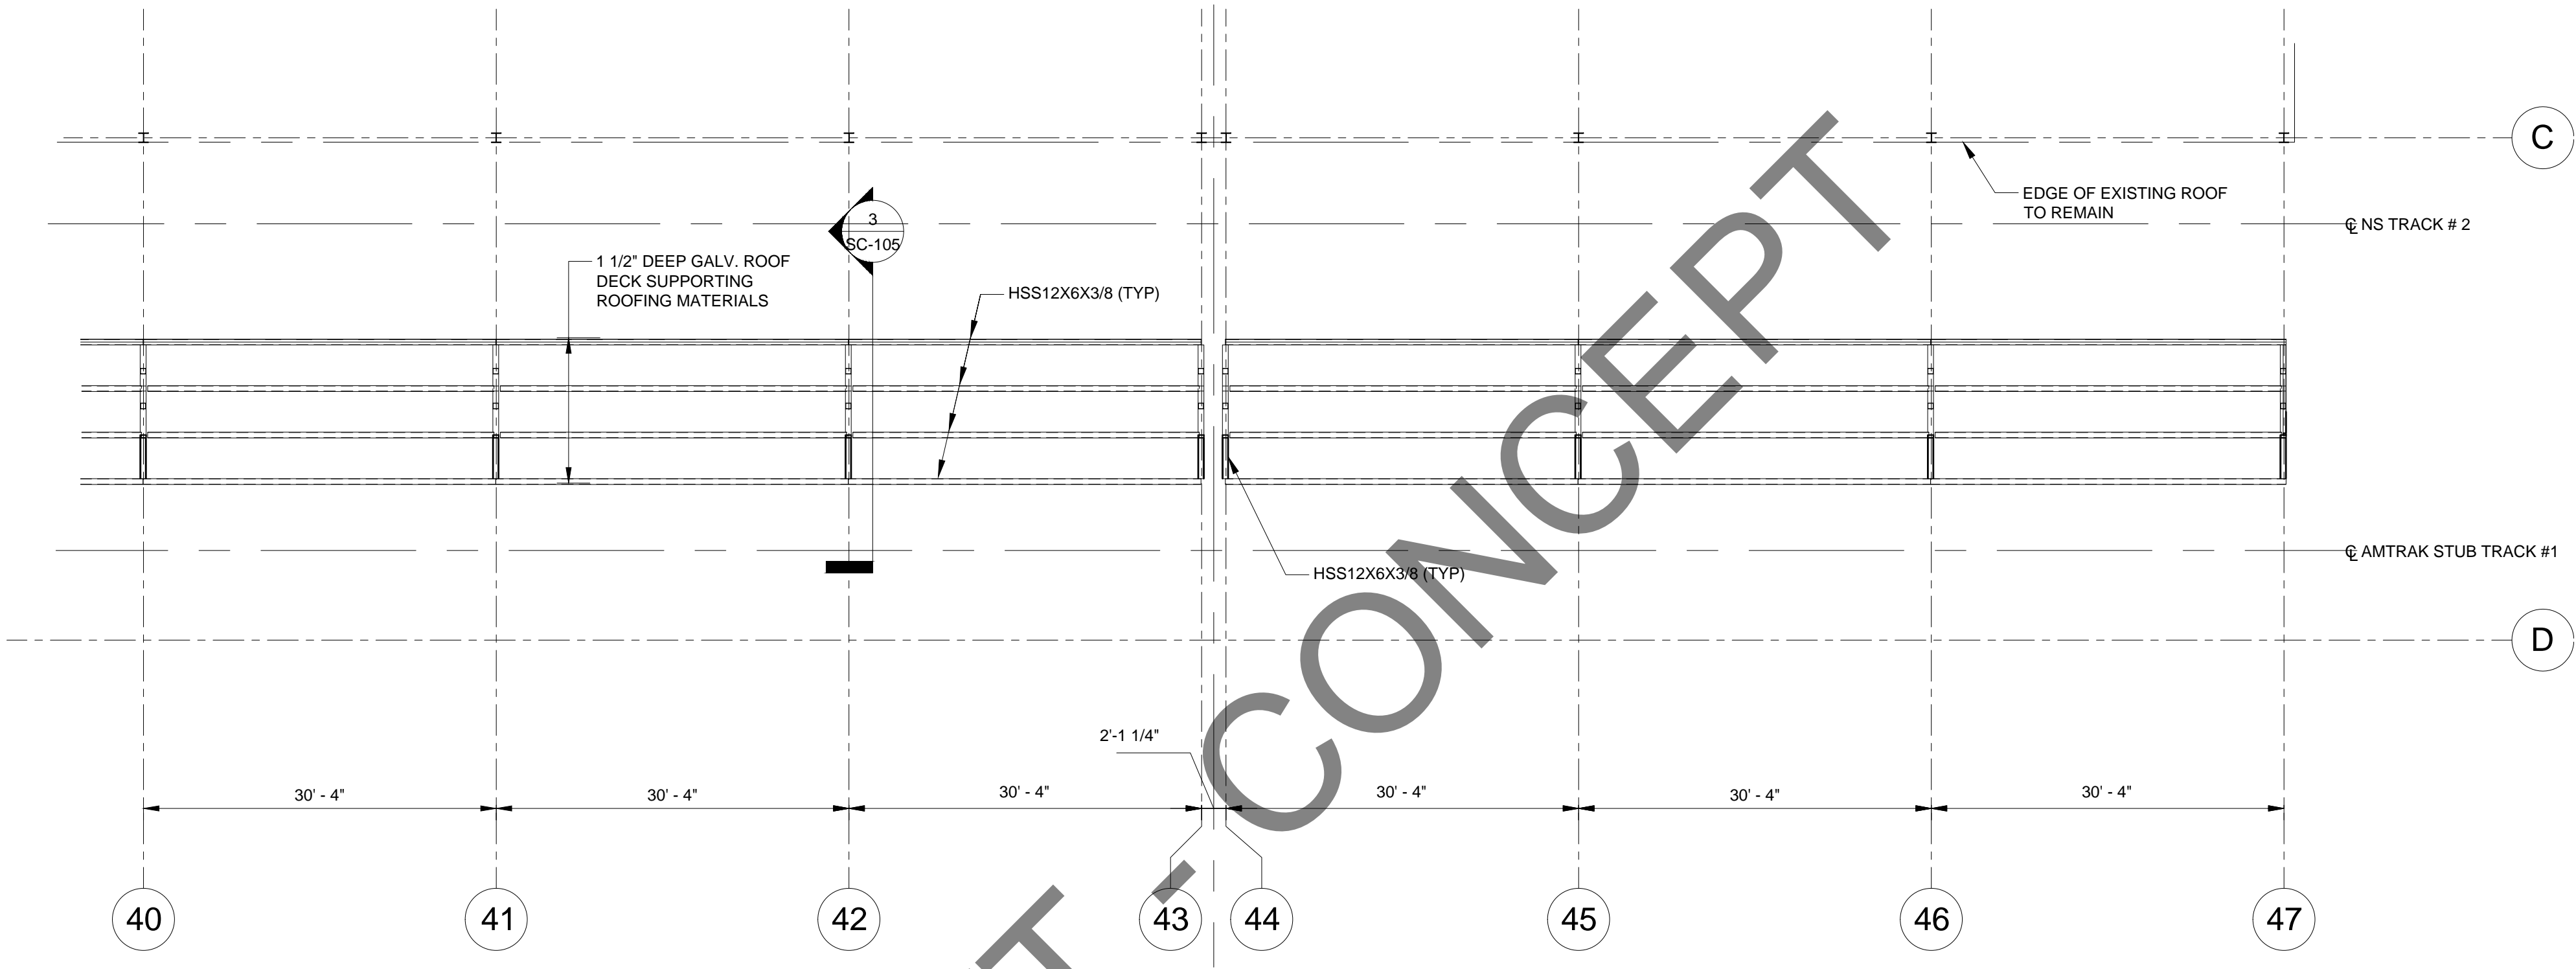 C
EDGE OF EXISTING ROOF
TO REMAIN
3
SC-105
℄ NS TRACK # 2
1 1/2" DEEP GALV. ROOF
DECK SUPPORTING
ROOFING MATERIALS
HSS12X6X3/8 (TYP)
℄ AMTRAK STUB TRACK #1
HSS12X6X3/8 (TYP)
D
2'-1 1/4"
30' - 4"
30' - 4"
30' - 4"
30' - 4"
30' - 4"
30' - 4"
40
41
42
43
44
45
46
47
T - CONCEPT